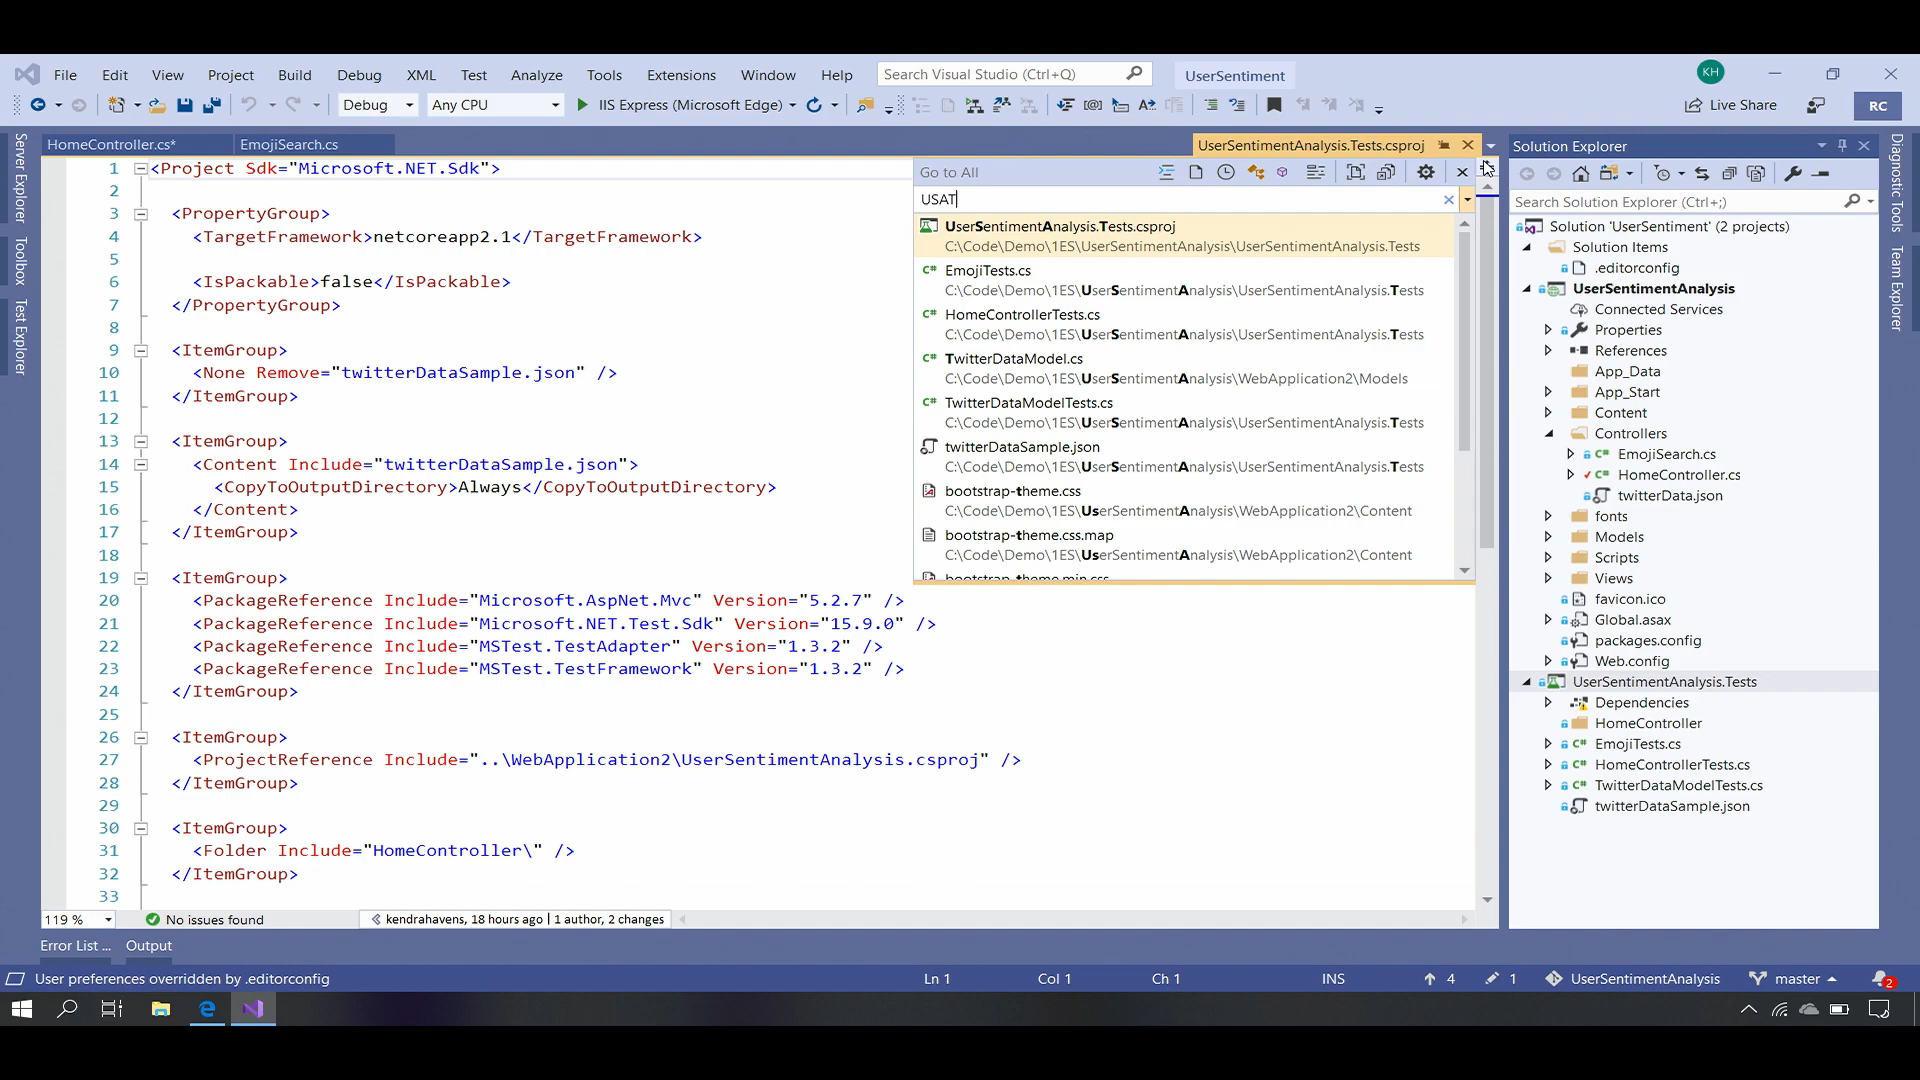 File Edit View Project Build Debug XML Test Analyze Tools Extensions Window Help Search Visual Studio (Ctrl+Q) UserSentiment KH
Debug Any CPU IIS Express (Microsoft Edge) Live Share RC
HomeController.cs* EmojiSearch.cs UserSentimentAnalysis.Tests.csproj
Server Explorer
Toolbox
Test Explorer
1 <Project Sdk="Microsoft.NET.Sdk">
2
3 <PropertyGroup>
4 <TargetFramework>netcoreapp2.1</TargetFramework>
5
6 <IsPackable>false</IsPackable>
7 </PropertyGroup>
8
9 <ItemGroup>
10 <None Remove="twitterDataSample.json" />
11 </ItemGroup>
12
13 <ItemGroup>
14 <Content Include="twitterDataSample.json">
15 <CopyToOutputDirectory>Always</CopyToOutputDirectory>
16 </Content>
17 </ItemGroup>
18
19 <ItemGroup>
20 <PackageReference Include="Microsoft.AspNet.Mvc" Version="5.2.7" />
21 <PackageReference Include="Microsoft.NET.Test.Sdk" Version="15.9.0" />
22 <PackageReference Include="MSTest.TestAdapter" Version="1.3.2" />
23 <PackageReference Include="MSTest.TestFramework" Version="1.3.2" />
24 </ItemGroup>
25
26 <ItemGroup>
27 <ProjectReference Include="..\WebApplication2\UserSentimentAnalysis.csproj" />
28 </ItemGroup>
29
30 <ItemGroup>
31 <Folder Include="HomeController\" />
32 </ItemGroup>
33
Go to All
USAT
UserSentimentAnalysis.Tests.csproj
C:\Code\Demo\1ES\UserSentimentAnalysis\UserSentimentAnalysis.Tests
EmojiTests.cs
C:\Code\Demo\1ES\UserSentimentAnalysis\UserSentimentAnalysis.Tests
HomeControllerTests.cs
C:\Code\Demo\1ES\UserSentimentAnalysis\UserSentimentAnalysis.Tests
TwitterDataModel.cs
C:\Code\Demo\1ES\UserSentimentAnalysis\WebApplication2\Models
TwitterDataModelTests.cs
C:\Code\Demo\1ES\UserSentimentAnalysis\UserSentimentAnalysis.Tests
twitterDataSample.json
C:\Code\Demo\1ES\UserSentimentAnalysis\UserSentimentAnalysis.Tests
bootstrap-theme.css
C:\Code\Demo\1ES\UserSentimentAnalysis\WebApplication2\Content
bootstrap-theme.css.map
C:\Code\Demo\1ES\UserSentimentAnalysis\WebApplication2\Content
bootstrap-theme.min.css
Solution Explorer
Search Solution Explorer (Ctrl+;)
Solution 'UserSentiment' (2 projects)
Solution Items
.editorconfig
UserSentimentAnalysis
Connected Services
Properties
References
App_Data
App_Start
Content
Controllers
C# EmojiSearch.cs
C# HomeController.cs
twitterData.json
fonts
Models
Scripts
Views
favicon.ico
Global.asax
packages.config
Web.config
UserSentimentAnalysis.Tests
Dependencies
HomeController
C# EmojiTests.cs
C# HomeControllerTests.cs
C# TwitterDataModelTests.cs
twitterDataSample.json
Diagnostic Tools
Team Explorer
119 % No issues found kendrahavens, 18 hours ago | 1 author, 2 changes
Error List ... Output
User preferences overridden by .editorconfig Ln 1 Col 1 Ch 1 INS 4 1 UserSentimentAnalysis master 2